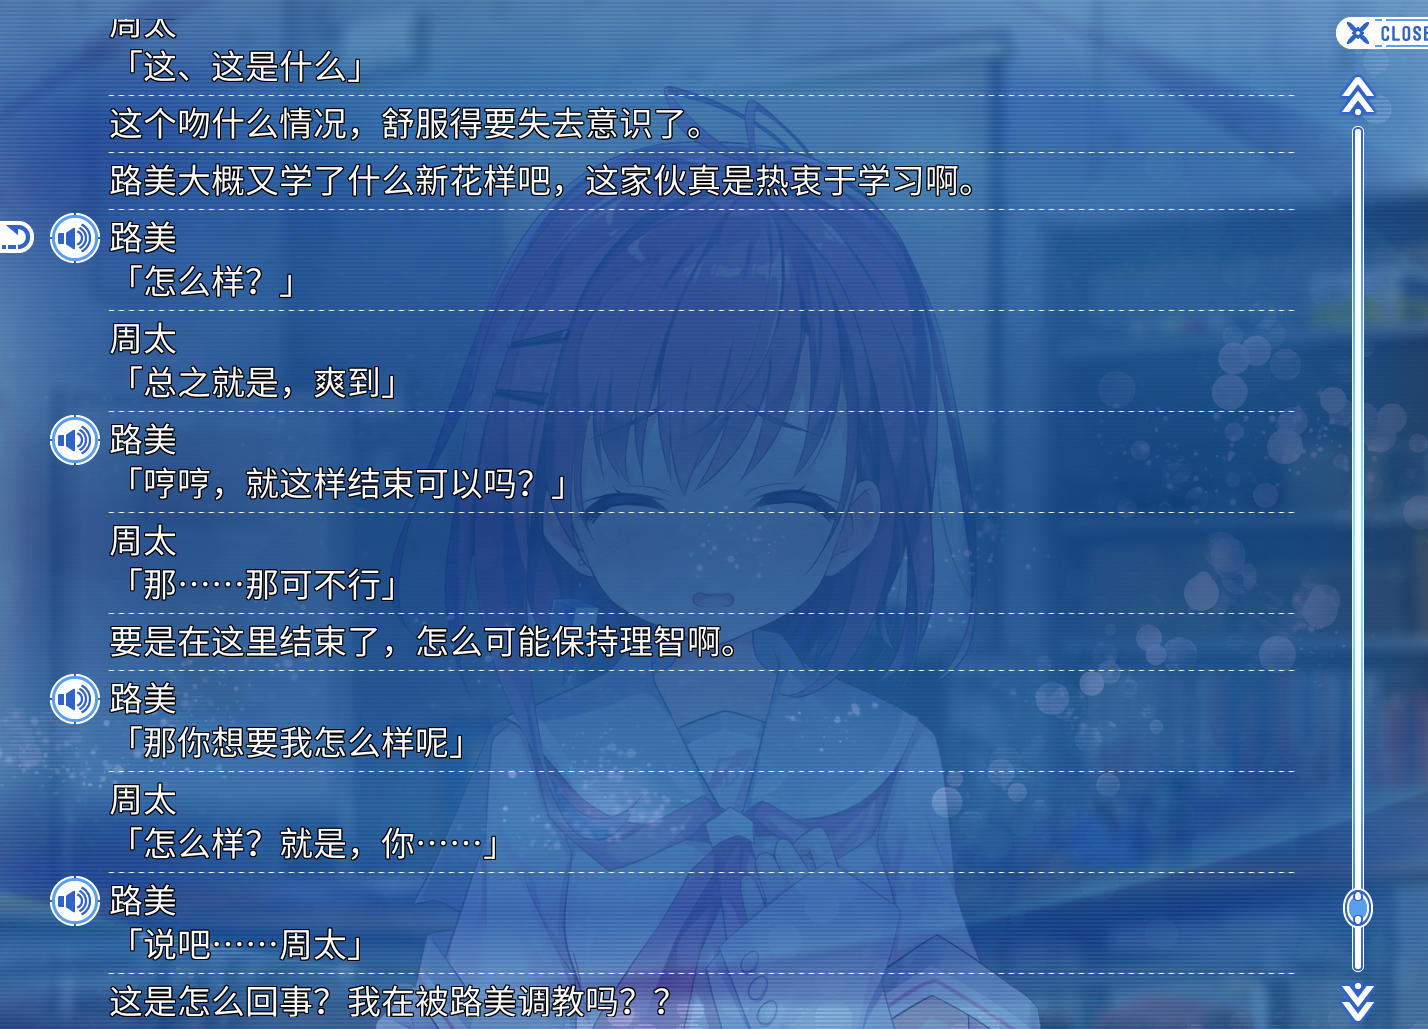 周太
「这、这是什么」
这个吻什么情况，舒服得要失去意识了。
路美大概又学了什么新花样吧，这家伙真是热衷于学习啊。
路美
「怎么样？」
周太
「总之就是，爽到」
路美
「哼哼，就这样结束可以吗？」
周太
「那……那可不行」
要是在这里结束了，怎么可能保持理智啊。
路美
「那你想要我怎么样呢」
周太
「怎么样？就是，你……」
路美
「说吧……周太」
这是怎么回事？我在被路美调教吗？？
CLOSE